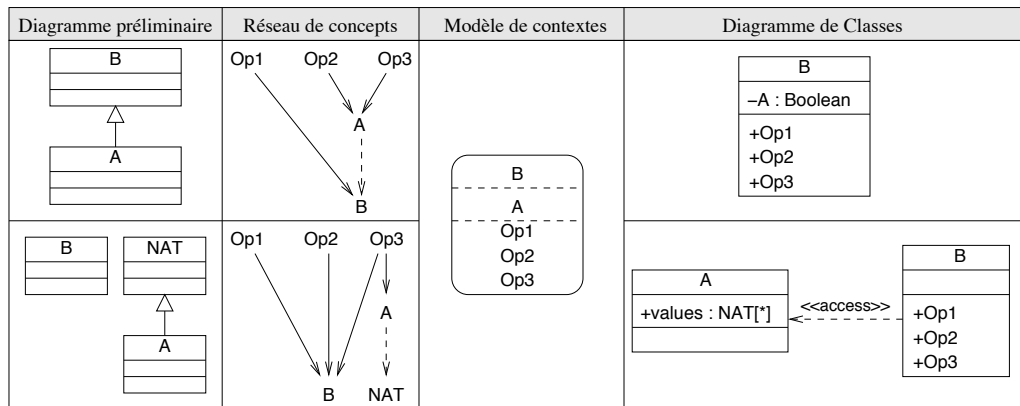 Diagramme préliminaire
Réseau de concepts
Modèle de contextes
Diagramme de Classes
B
A
Op1 Op2 Op3
A
B
B
A
Op1
Op2
Op3
B
–A : Boolean
+Op1
+Op2
+Op3
B
NAT
A
Op1 Op2 Op3
A
B NAT
A
+values : NAT[*]
<<access>>
B
+Op1
+Op2
+Op3